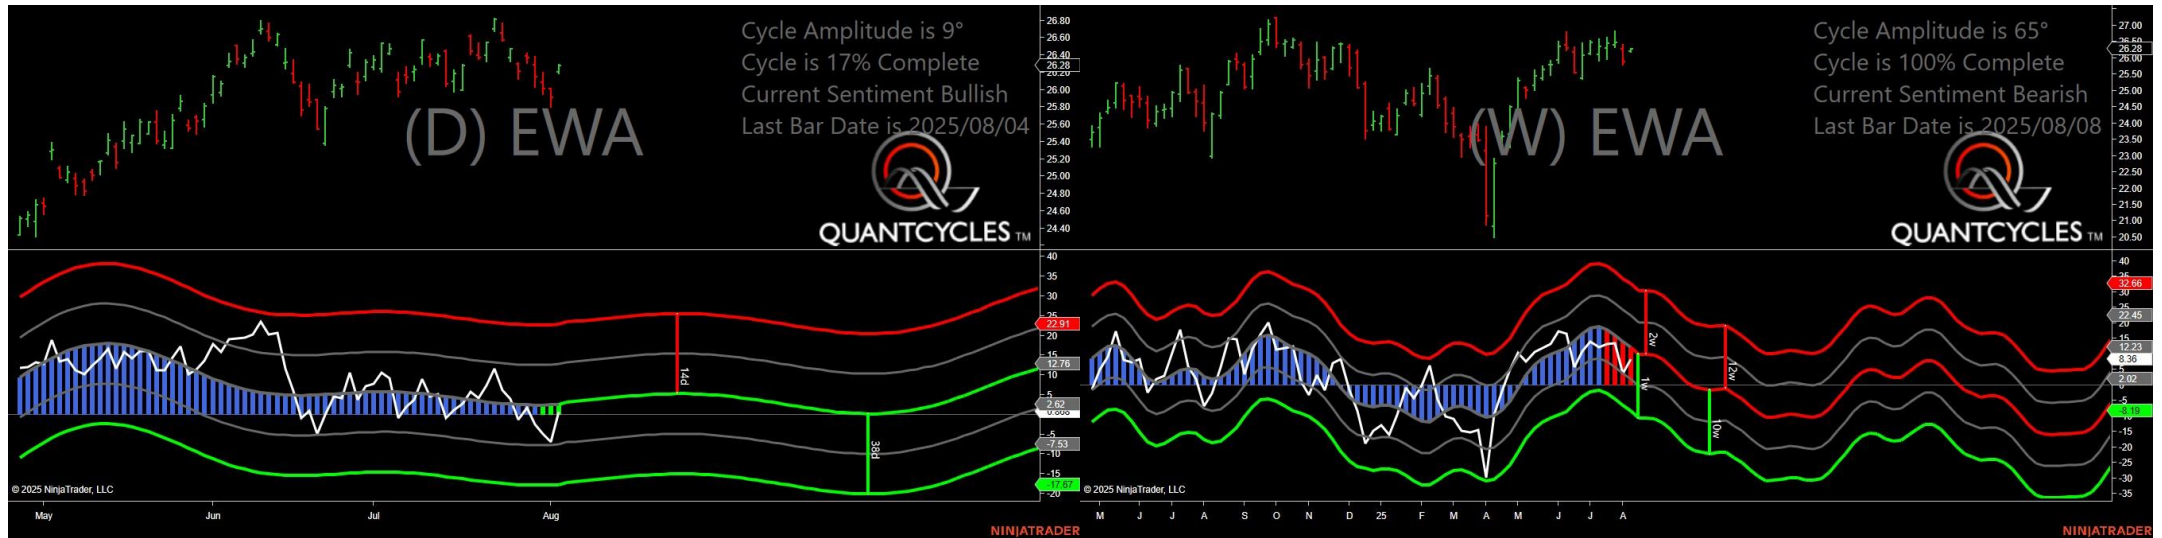 Cycle Amplitude is 9°
Cycle is 17% Complete
Current Sentiment Bullish
Last Bar Date is 2025/08/04
(D) EWA
QUANTCYCLES TM
26.80
26.60
26.40
26.28
26.20
26.00
25.80
25.60
25.40
25.20
25.00
24.80
24.60
24.40
40
35
30
25
22.91
20
15
12.76
10
5
2.62
0.808
-5
-7.53
-10
-15
-17.67
-20
14d
38d
© 2025 NinjaTrader, LLC
May Jun Jul Aug
NINJATRADER
Cycle Amplitude is 65°
Cycle is 100% Complete
Current Sentiment Bearish
Last Bar Date is 2025/08/08
(W) EWA
QUANTCYCLES TM
27.00
26.50
26.28
26.00
25.50
25.00
24.50
24.00
23.50
23.00
22.50
22.00
21.50
21.00
20.50
40
35
32.66
30
25
22.45
20
15
12.23
8.36
5
2.02
-5
-8.19
-10
-15
-20
-25
-30
-35
2w
1w
12w
10w
© 2025 NinjaTrader, LLC
M J J A S O N D 25 F M A M J J A
NINJATRADER